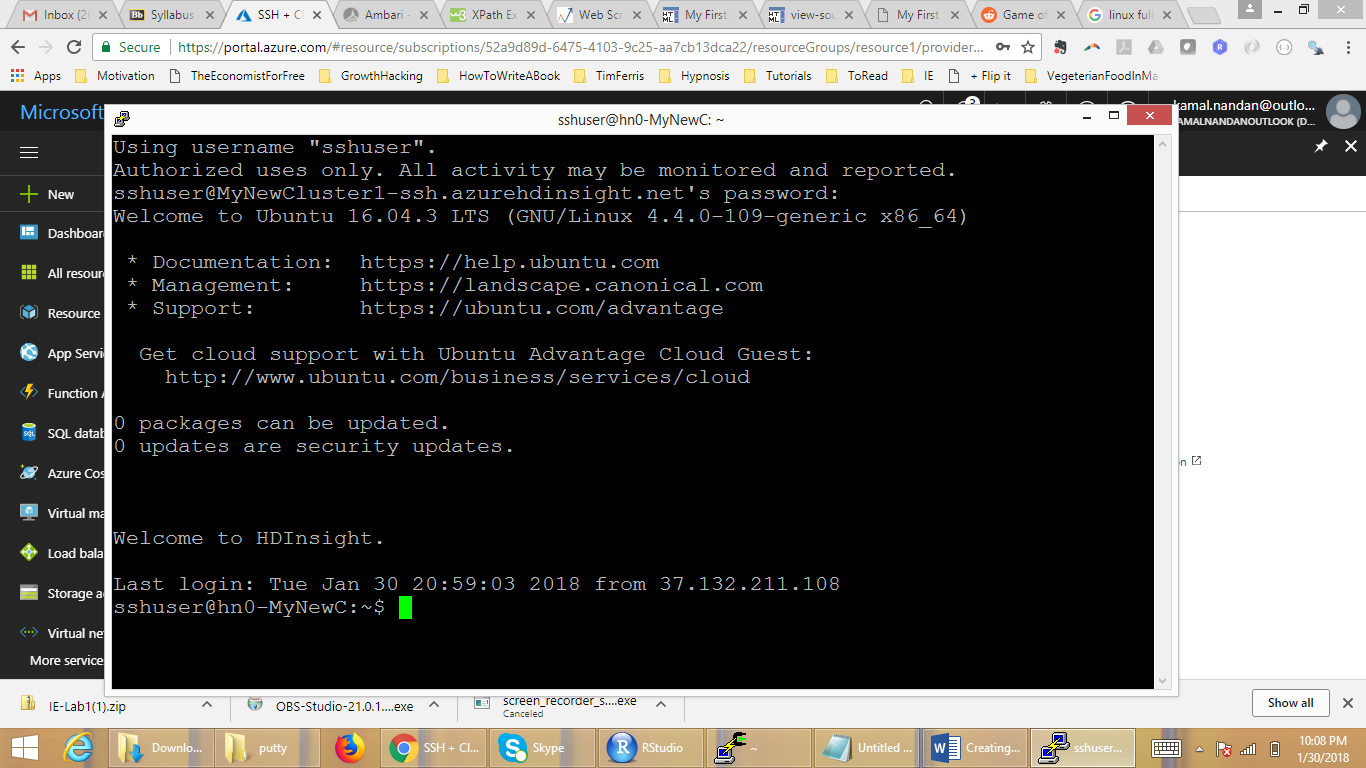 Inbox (20
Syllabus
SSH + Cl
Ambari -
XPath Ex
Web Scr
My First
view-sou
My First
Game of
linux full
Secure
https://portal.azure.com/#resource/subscriptions/52a9d89d-6475-4103-9c25-aa7cb13dca22/resourceGroups/resource1/provider...
Apps
Motivation
TheEconomistForFree
GrowthHacking
HowToWriteABook
TimFerris
Hypnosis
Tutorials
ToRead
IE
+ Flip it
VegeterianFoodInMa
Microsoft
3
kamal.nandan@outlo...
KAMALNANDANOUTLOOK (D...
New
Dashboar
All resour
Resource
App Servi
Function A
SQL datab
Azure Cos
Virtual ma
Load bala
Storage a
Virtual ne
More service
sshuser@hn0-MyNewC: ~
Using username "sshuser".
Authorized uses only. All activity may be monitored and reported.
sshuser@MyNewCluster1-ssh.azurehdinsight.net's password:
Welcome to Ubuntu 16.04.3 LTS (GNU/Linux 4.4.0-109-generic x86_64)
* Documentation: https://help.ubuntu.com
* Management: https://landscape.canonical.com
* Support: https://ubuntu.com/advantage
Get cloud support with Ubuntu Advantage Cloud Guest:
http://www.ubuntu.com/business/services/cloud
0 packages can be updated.
0 updates are security updates.
Welcome to HDInsight.
Last login: Tue Jan 30 20:59:03 2018 from 37.132.211.108
sshuser@hn0-MyNewC:~$
on
IE-Lab1(1).zip
OBS-Studio-21.0.1....exe
screen_recorder_s....exe
Canceled
Show all
Downlo...
putty
SSH + Cl...
Skype
RStudio
~
Untitled ...
Creating...
sshuser...
10:08 PM
1/30/2018